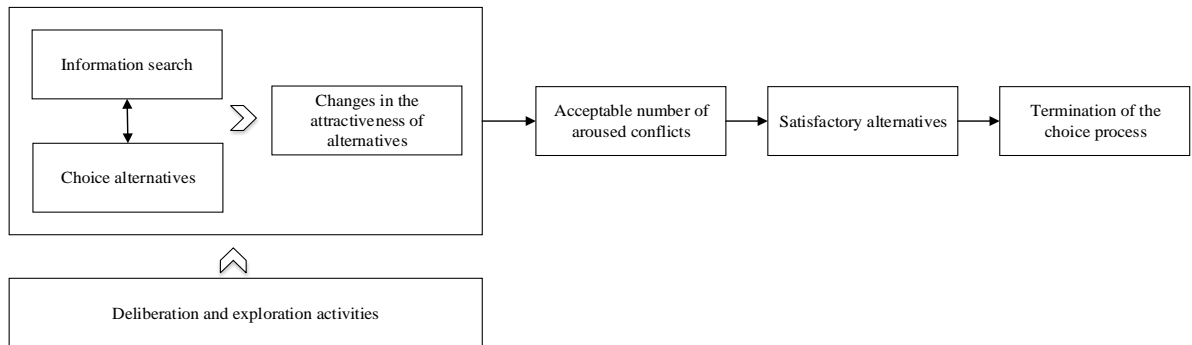 Information search
Choice alternatives
Changes in the
attractiveness of
alternatives
Acceptable number of
aroused conflicts
Satisfactory alternatives
Termination of the
choice process
Deliberation and exploration activities